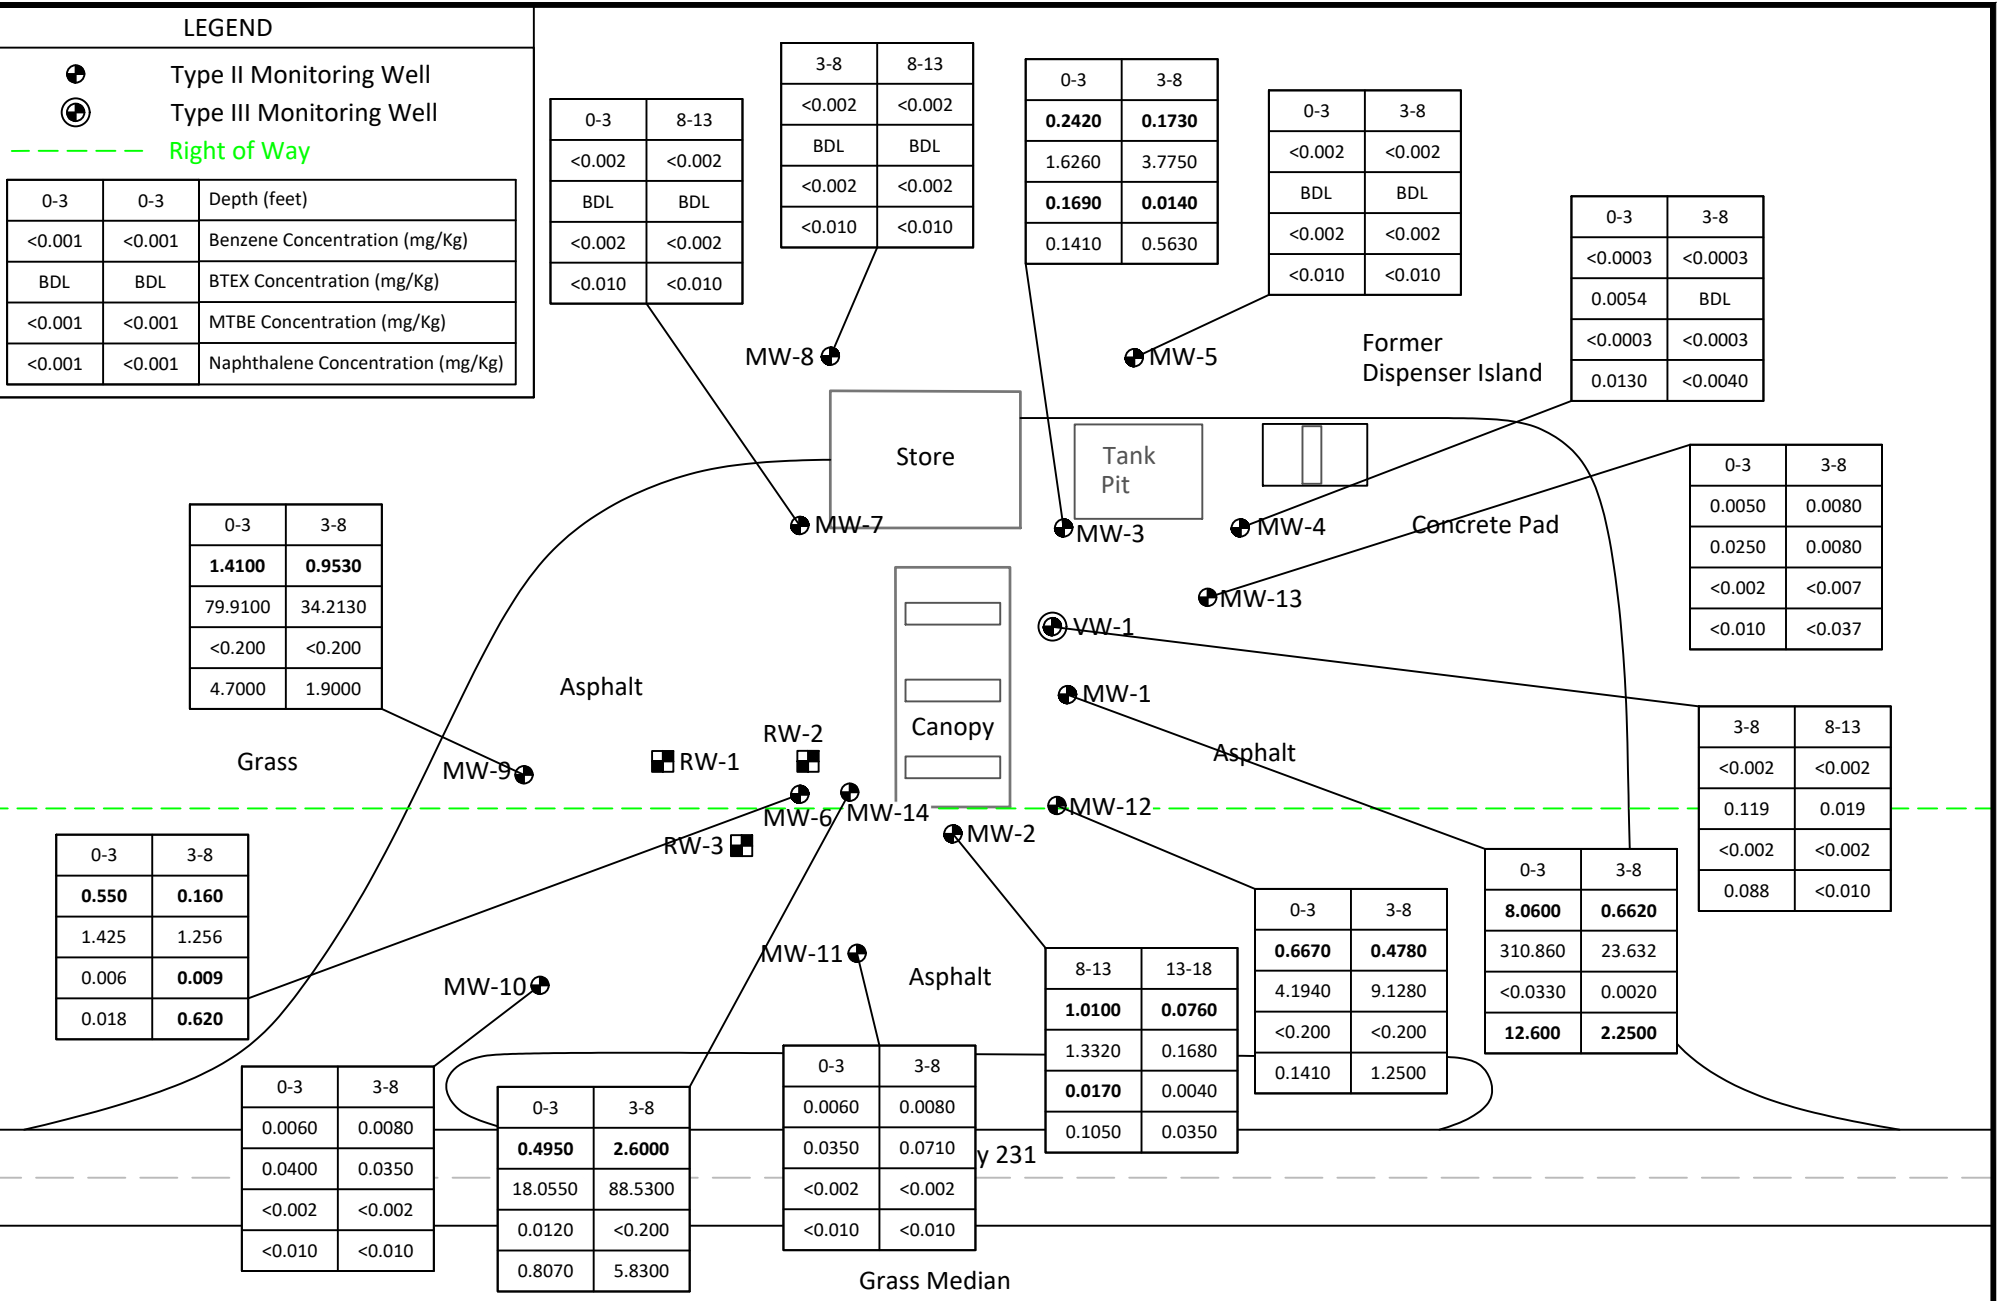 LEGEND
Type II Monitoring Well
Type III Monitoring Well
Right of Way
0-3 0-3 Depth (feet)
<0.001 <0.001 Benzene Concentration (mg/Kg)
BDL BDL BTEX Concentration (mg/Kg)
<0.001 <0.001 MTBE Concentration (mg/Kg)
<0.001 <0.001 Naphthalene Concentration (mg/Kg)
0-3 8-13
<0.002 <0.002
BDL BDL
<0.002 <0.002
<0.010 <0.010
3-8 8-13
<0.002 <0.002
BDL BDL
<0.002 <0.002
<0.010 <0.010
0-3 3-8
0.2420 0.1730
1.6260 3.7750
0.1690 0.0140
0.1410 0.5630
0-3 3-8
<0.002 <0.002
BDL BDL
<0.002 <0.002
<0.010 <0.010
0-3 3-8
<0.0003 <0.0003
0.0054 BDL
<0.0003 <0.0003
0.0130 <0.0040
MW-8
MW-5
Former
Dispenser Island
Store
Tank
Pit
MW-7
MW-3
MW-4
Concrete Pad
0-3 3-8
0.0050 0.0080
0.0250 0.0080
<0.002 <0.007
<0.010 <0.037
0-3 3-8
1.4100 0.9530
79.9100 34.2130
<0.200 <0.200
4.7000 1.9000
MW-13
VW-1
Asphalt
MW-1
Canopy
RW-2
RW-1
Grass
MW-9
Asphalt
3-8 8-13
<0.002 <0.002
0.119 0.019
<0.002 <0.002
0.088 <0.010
MW-6
MW-14
MW-12
MW-2
RW-3
0-3 3-8
0.550 0.160
1.425 1.256
0.006 0.009
0.018 0.620
0-3 3-8
8.0600 0.6620
310.860 23.632
<0.0330 0.0020
12.600 2.2500
0-3 3-8
0.6670 0.4780
4.1940 9.1280
<0.200 <0.200
0.1410 1.2500
MW-11
MW-10
Asphalt
8-13 13-18
1.0100 0.0760
1.3320 0.1680
0.0170 0.0040
0.1050 0.0350
0-3 3-8
0.0060 0.0080
0.0400 0.0350
<0.002 <0.002
<0.010 <0.010
0-3 3-8
0.4950 2.6000
18.0550 88.5300
0.0120 <0.200
0.8070 5.8300
0-3 3-8
0.0060 0.0080
0.0350 0.0710
<0.002 <0.002
<0.010 <0.010
y 231
Grass Median